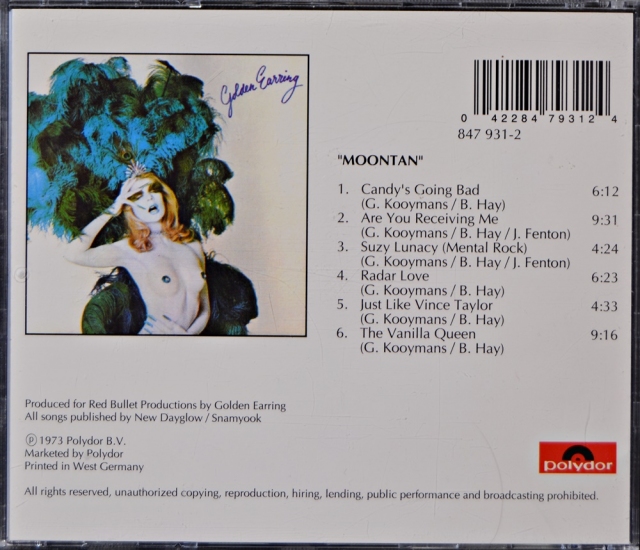 Golden Earring
0 42284 79312 4
847 931-2
"MOONTAN"
1. Candy's Going Bad 6:12
(G. Kooymans / B. Hay)
2. Are You Receiving Me 9:31
(G. Kooymans / B. Hay / J. Fenton)
3. Suzy Lunacy (Mental Rock) 4:24
(G. Kooymans / B. Hay / J. Fenton)
4. Radar Love 6:23
(G. Kooymans / B. Hay)
5. Just Like Vince Taylor 4:33
(G. Kooymans / B. Hay)
6. The Vanilla Queen 9:16
(G. Kooymans / B. Hay)
Produced for Red Bullet Productions by Golden Earring
All songs published by New Dayglow / Snamyook
℗ 1973 Polydor B.V.
Marketed by Polydor
Printed in West Germany
polydor
All rights reserved, unauthorized copying, reproduction, hiring, lending, public performance and broadcasting prohibited.